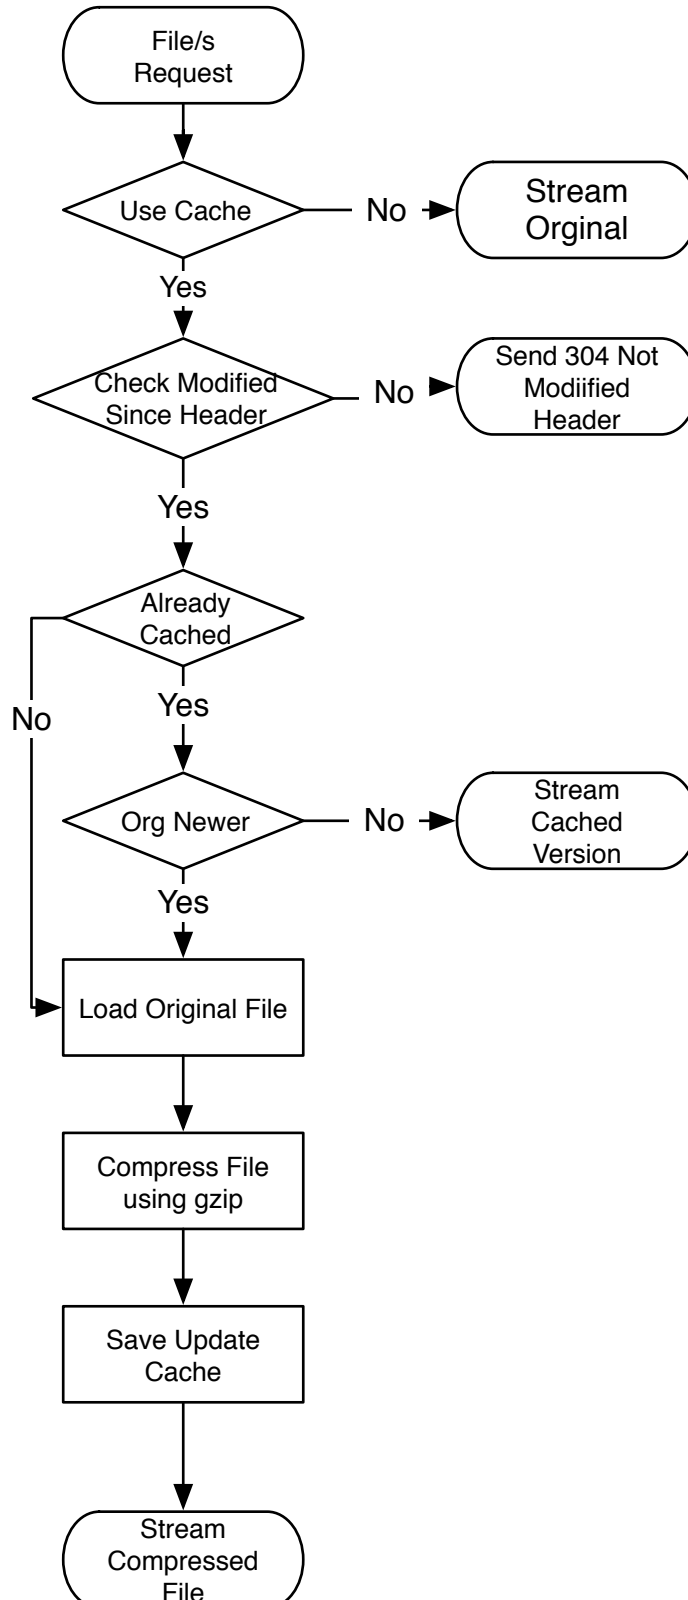 File/s
Request
Use Cache
No
Stream
Orginal
Yes
Check Modified
Since Header
No
Send 304 Not
Modiified
Header
Yes
Already
Cached
No
Yes
Org Newer
No
Stream
Cached
Version
Yes
Load Original File
Compress File
using gzip
Save Update
Cache
Stream
Compressed
File